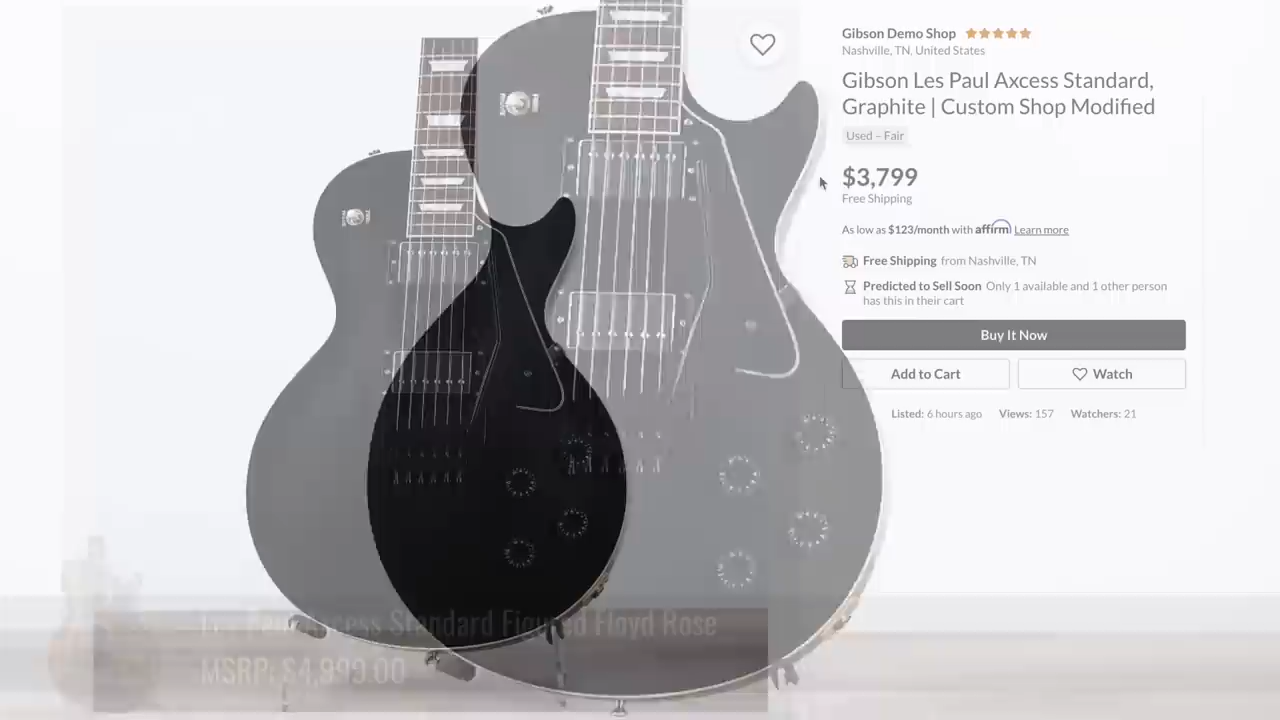 Gibson Demo Shop
Nashville, TN, United States
Gibson Les Paul Axcess Standard,
Graphite | Custom Shop Modified
Used – Fair
$3,799
Free Shipping
As low as $123/month with affirm Learn more
Free Shipping from Nashville, TN
Predicted to Sell Soon Only 1 available and 1 other person
has this in their cart
Buy It Now
Add to Cart
Watch
Listed: 6 hours ago Views: 157 Watchers: 21
Les Paul Axcess Standard Figured Floyd Rose
MSRP: $4,999.00